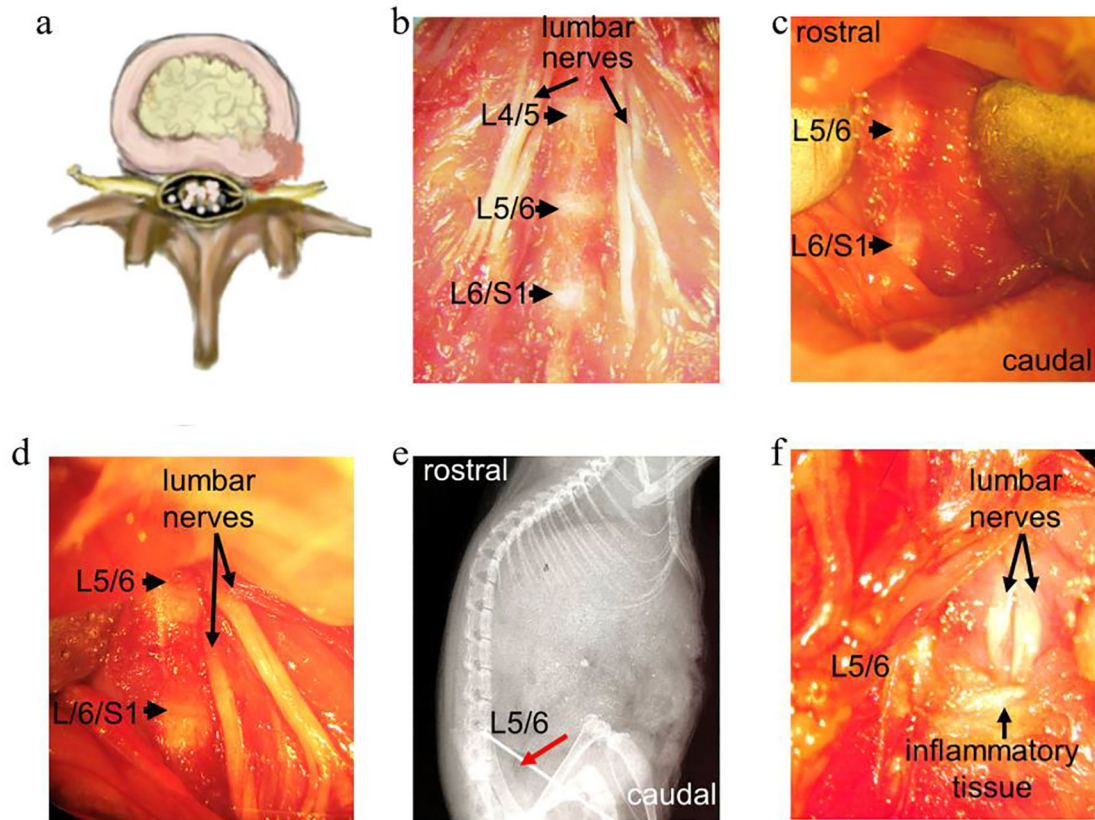 a
b
lumbar
nerves
L4/5
L5/6
L6/S1
c
rostral
L5/6
L6/S1
caudal
d
lumbar
nerves
L5/6
L/6/S1
e
rostral
L5/6
caudal
f
lumbar
nerves
L5/6
inflammatory
tissue